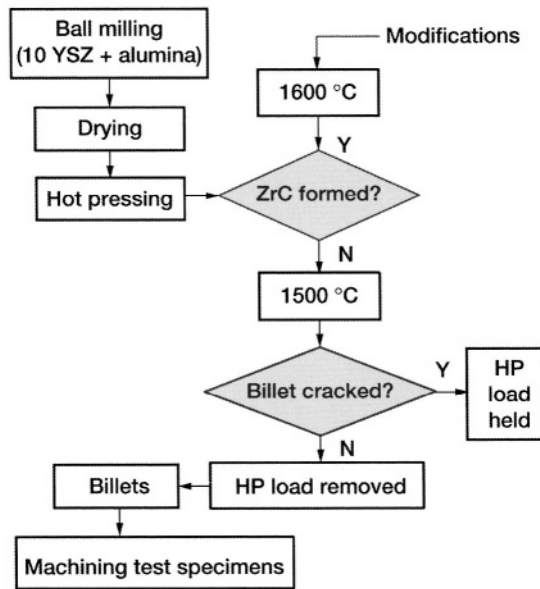 Ball milling
(10 YSZ + alumina)
Modifications
1600 °C
Drying
Y
Hot pressing
ZrC formed?
N
1500 °C
Billet cracked?
Y
HP
load
held
N
Billets
HP load removed
Machining test specimens